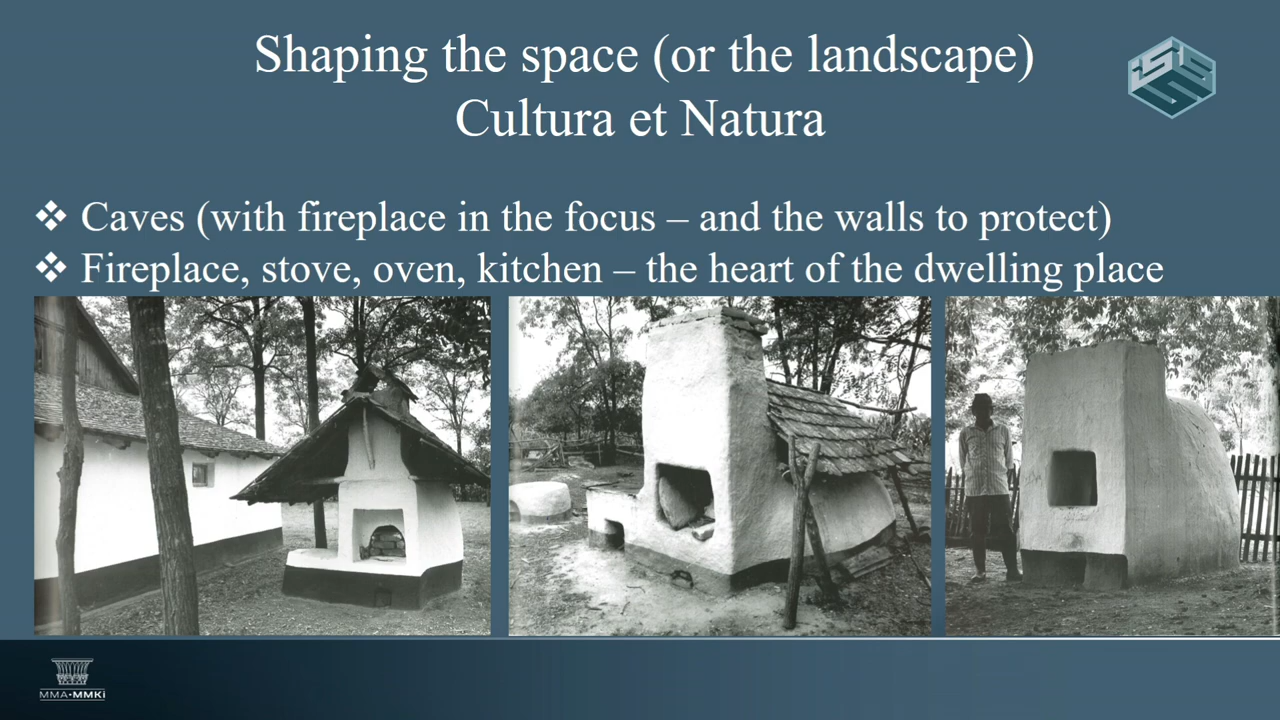 Shaping the space (or the landscape)
Cultura et Natura
❖ Caves (with fireplace in the focus – and the walls to protect)
❖ Fireplace, stove, oven, kitchen – the heart of the dwelling place
MMA•MMKi